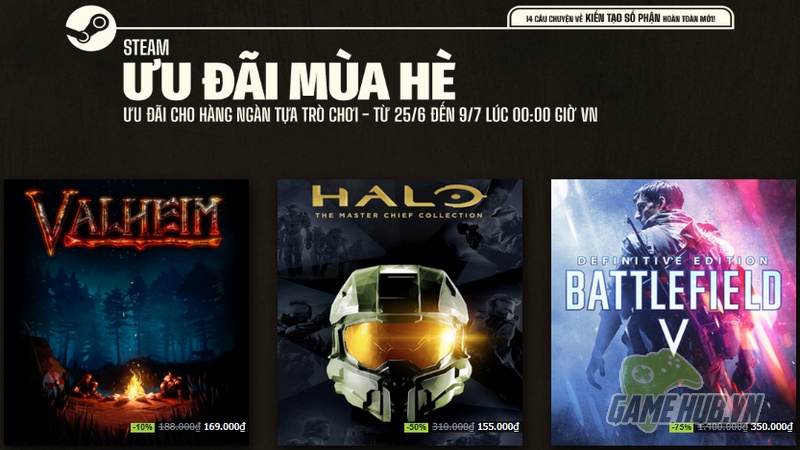 14 CÂU CHUYỆN VỀ KIẾN TẠO SỐ PHẬN HOÀN TOÀN MỚI!
STEAM
ƯU ĐÃI MÙA HÈ
ƯU ĐÃI CHO HÀNG NGÀN TỰA TRÒ CHƠI - TỪ 25/6 ĐẾN 9/7 LÚC 00:00 GIỜ VN
VALHEIM
HALO
THE MASTER CHIEF COLLECTION
DEFINITIVE EDITION
BATTLEFIELD
V
GAME HUB.VN
-10% 188.000₫ 169.000₫
-50% 310.000₫ 155.000₫
-75% 1.400.000₫ 350.000₫